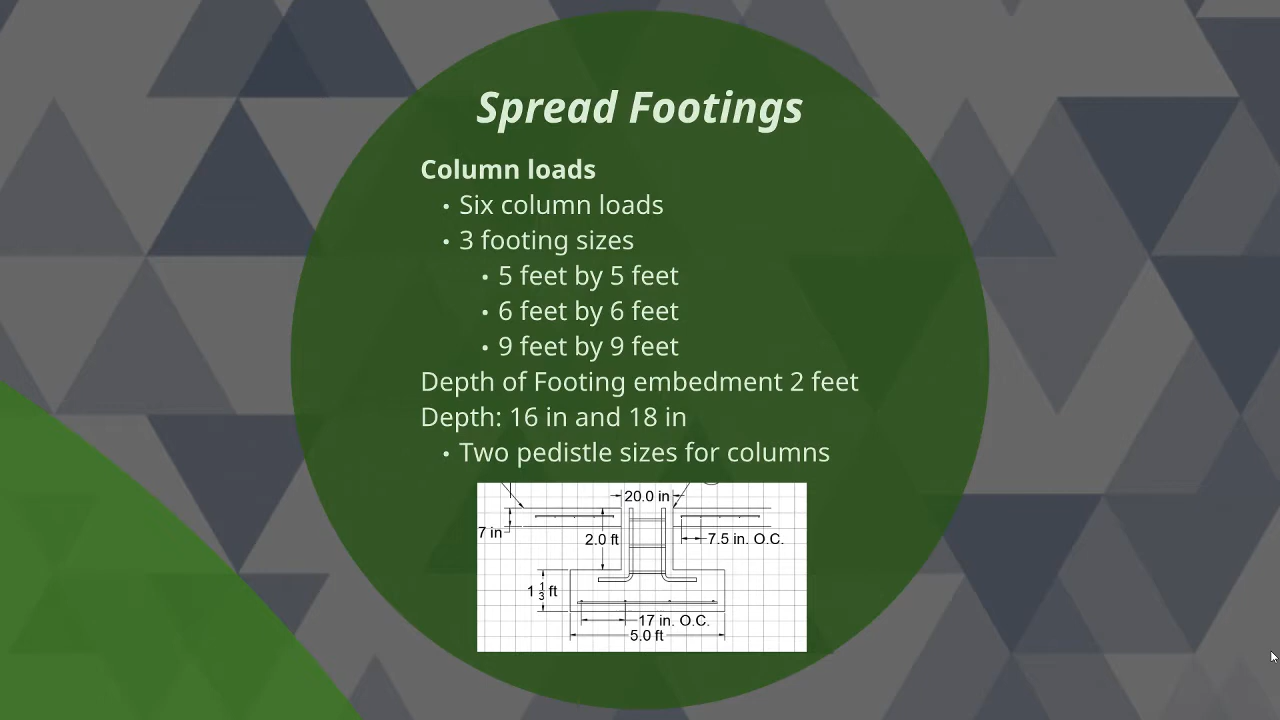 Spread Footings
Column loads
• Six column loads
• 3 footing sizes
• 5 feet by 5 feet
• 6 feet by 6 feet
• 9 feet by 9 feet
Depth of Footing embedment 2 feet
Depth: 16 in and 18 in
• Two pedistle sizes for columns
20.0 in
7 in
2.0 ft
7.5 in. O.C.
1 1/3 ft
17 in. O.C.
5.0 ft